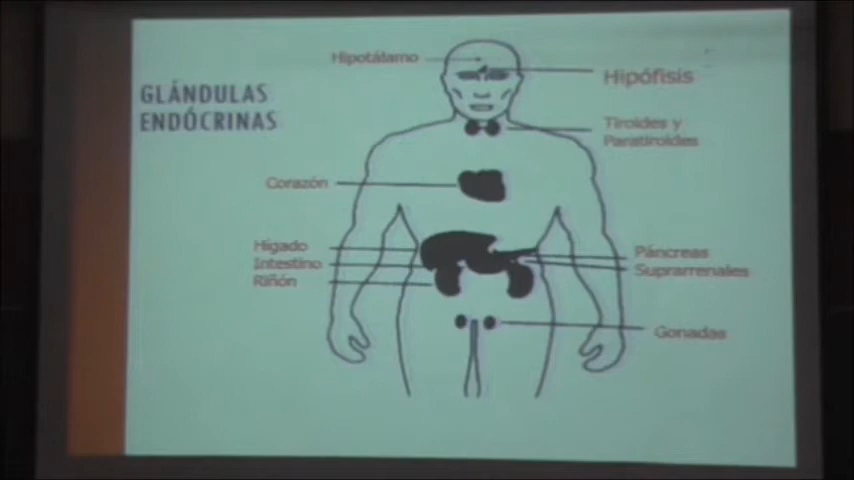 GLÁNDULAS
ENDÓCRINAS
Hipotálamo
Hipófisis
Tiroides y
Paratiroides
Corazón
Hígado
Intestino
Riñón
Páncreas
Suprarrenales
Gonadas